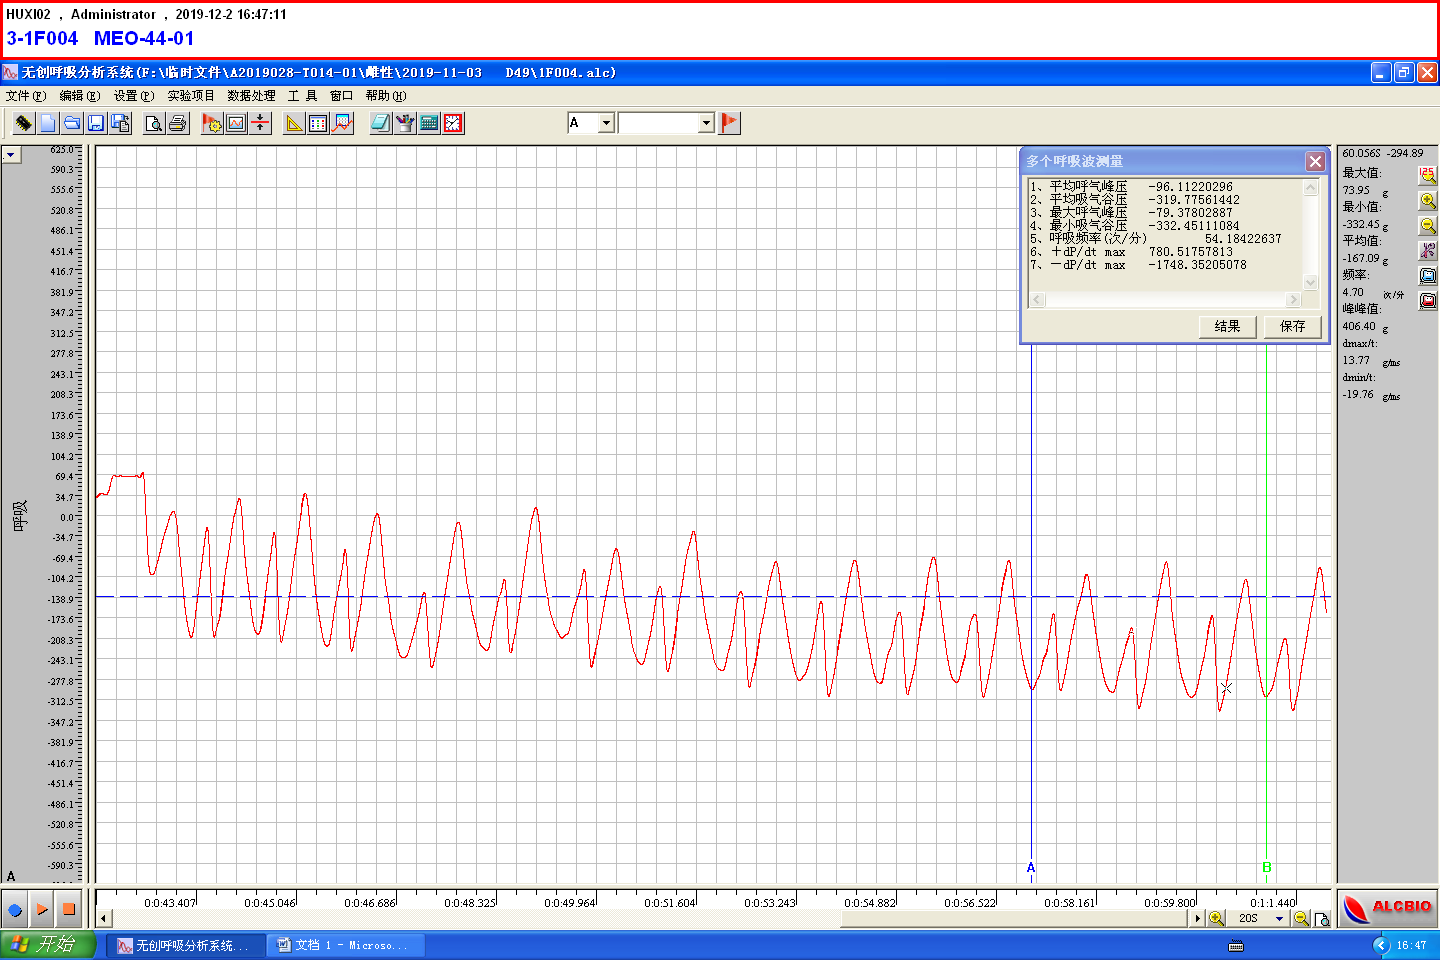 HUXI02 , Administrator , 2019-12-2 16:47:11
3-1F004 MEO-44-01
无创呼吸分析系统(F:\临时文件\A2019028-T014-01\雌性\2019-11-03 D49\1F004.alc)
文件(F) 编辑(E) 设置(P) 实验项目 数据处理 工 具 窗口 帮助(H)
A
625.0
590.3
555.6
520.8
486.1
451.4
416.7
381.9
347.2
312.5
277.8
243.1
208.3
173.6
138.9
104.2
69.4
34.7
0.0
-34.7
-69.4
-104.2
-138.9
-173.6
-208.3
-243.1
-277.8
-312.5
-347.2
-381.9
-416.7
-451.4
-486.1
-520.8
-555.6
-590.3
呼吸
A
多个呼吸波测量
1、平均呼气峰压 -96.11220296
2、平均吸气谷压 -319.77561442
3、最大呼气峰压 -79.37802887
4、最小吸气谷压 -332.45111084
5、呼吸频率(次/分) 54.18422637
6、+dP/dt max 780.51757813
7、-dP/dt max -1748.35205078
结果 保存
A
B
60.056S -294.89
最大值:
73.95 g
最小值:
-332.45 g
平均值:
-167.09 g
频率:
4.70 次/分
峰峰值:
406.40 g
dmax/t:
13.77 g/ms
dmin/t:
-19.76 g/ms
125
0:0:43.407 0:0:45.046 0:0:46.686 0:0:48.325 0:0:49.964 0:0:51.604 0:0:53.243 0:0:54.882 0:0:56.522 0:0:58.161 0:0:59.800 0:1:1.440
20S
ALCBIO
开始
无创呼吸分析系统...
文档 1 - Microso...
16:47